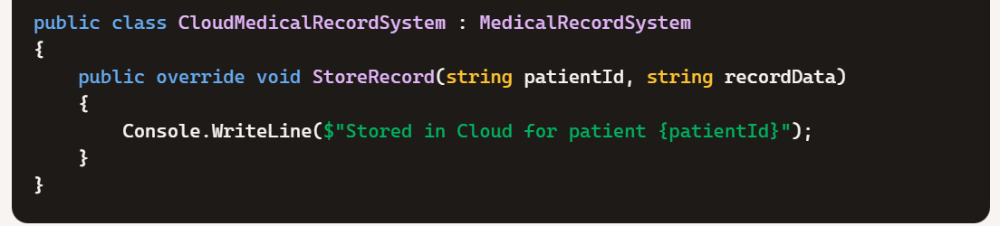 public class CloudMedicalRecordSystem : MedicalRecordSystem
{
    public override void StoreRecord(string patientId, string recordData)
    {
        Console.WriteLine($"Stored in Cloud for patient {patientId}");
    }
}